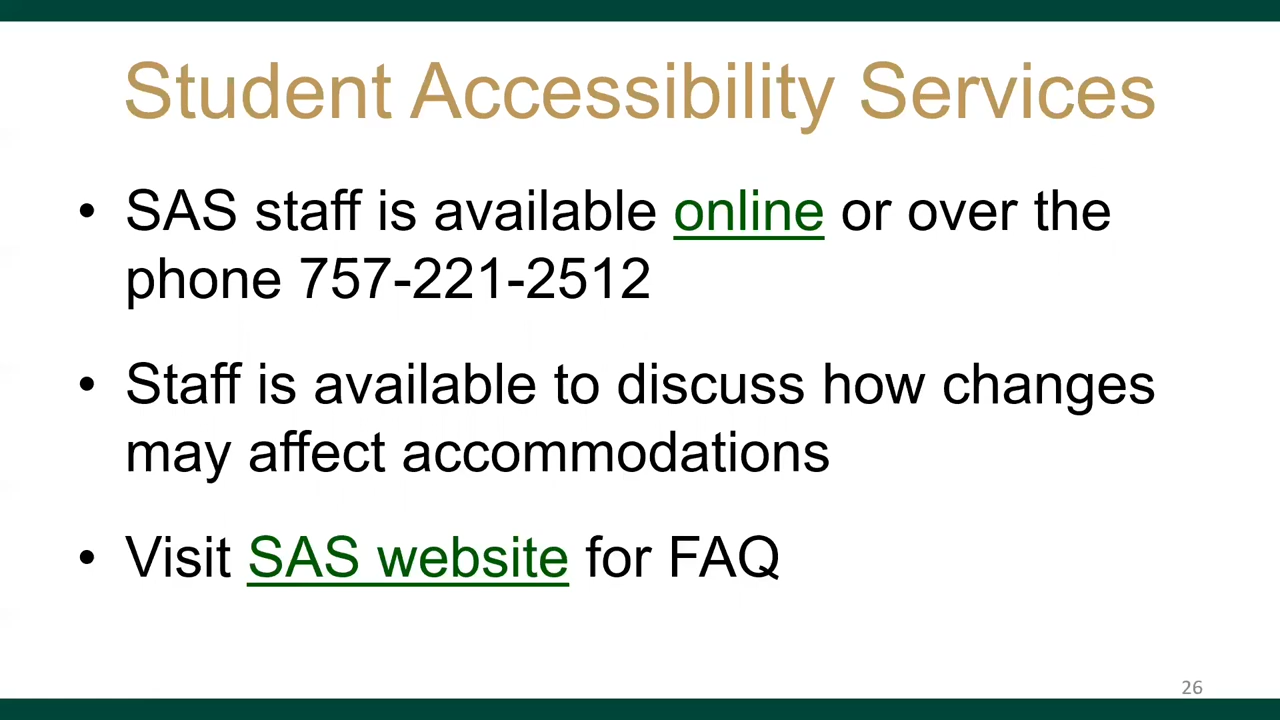 Student Accessibility Services
• SAS staff is available online or over the
phone 757-221-2512
• Staff is available to discuss how changes
may affect accommodations
• Visit SAS website for FAQ
26